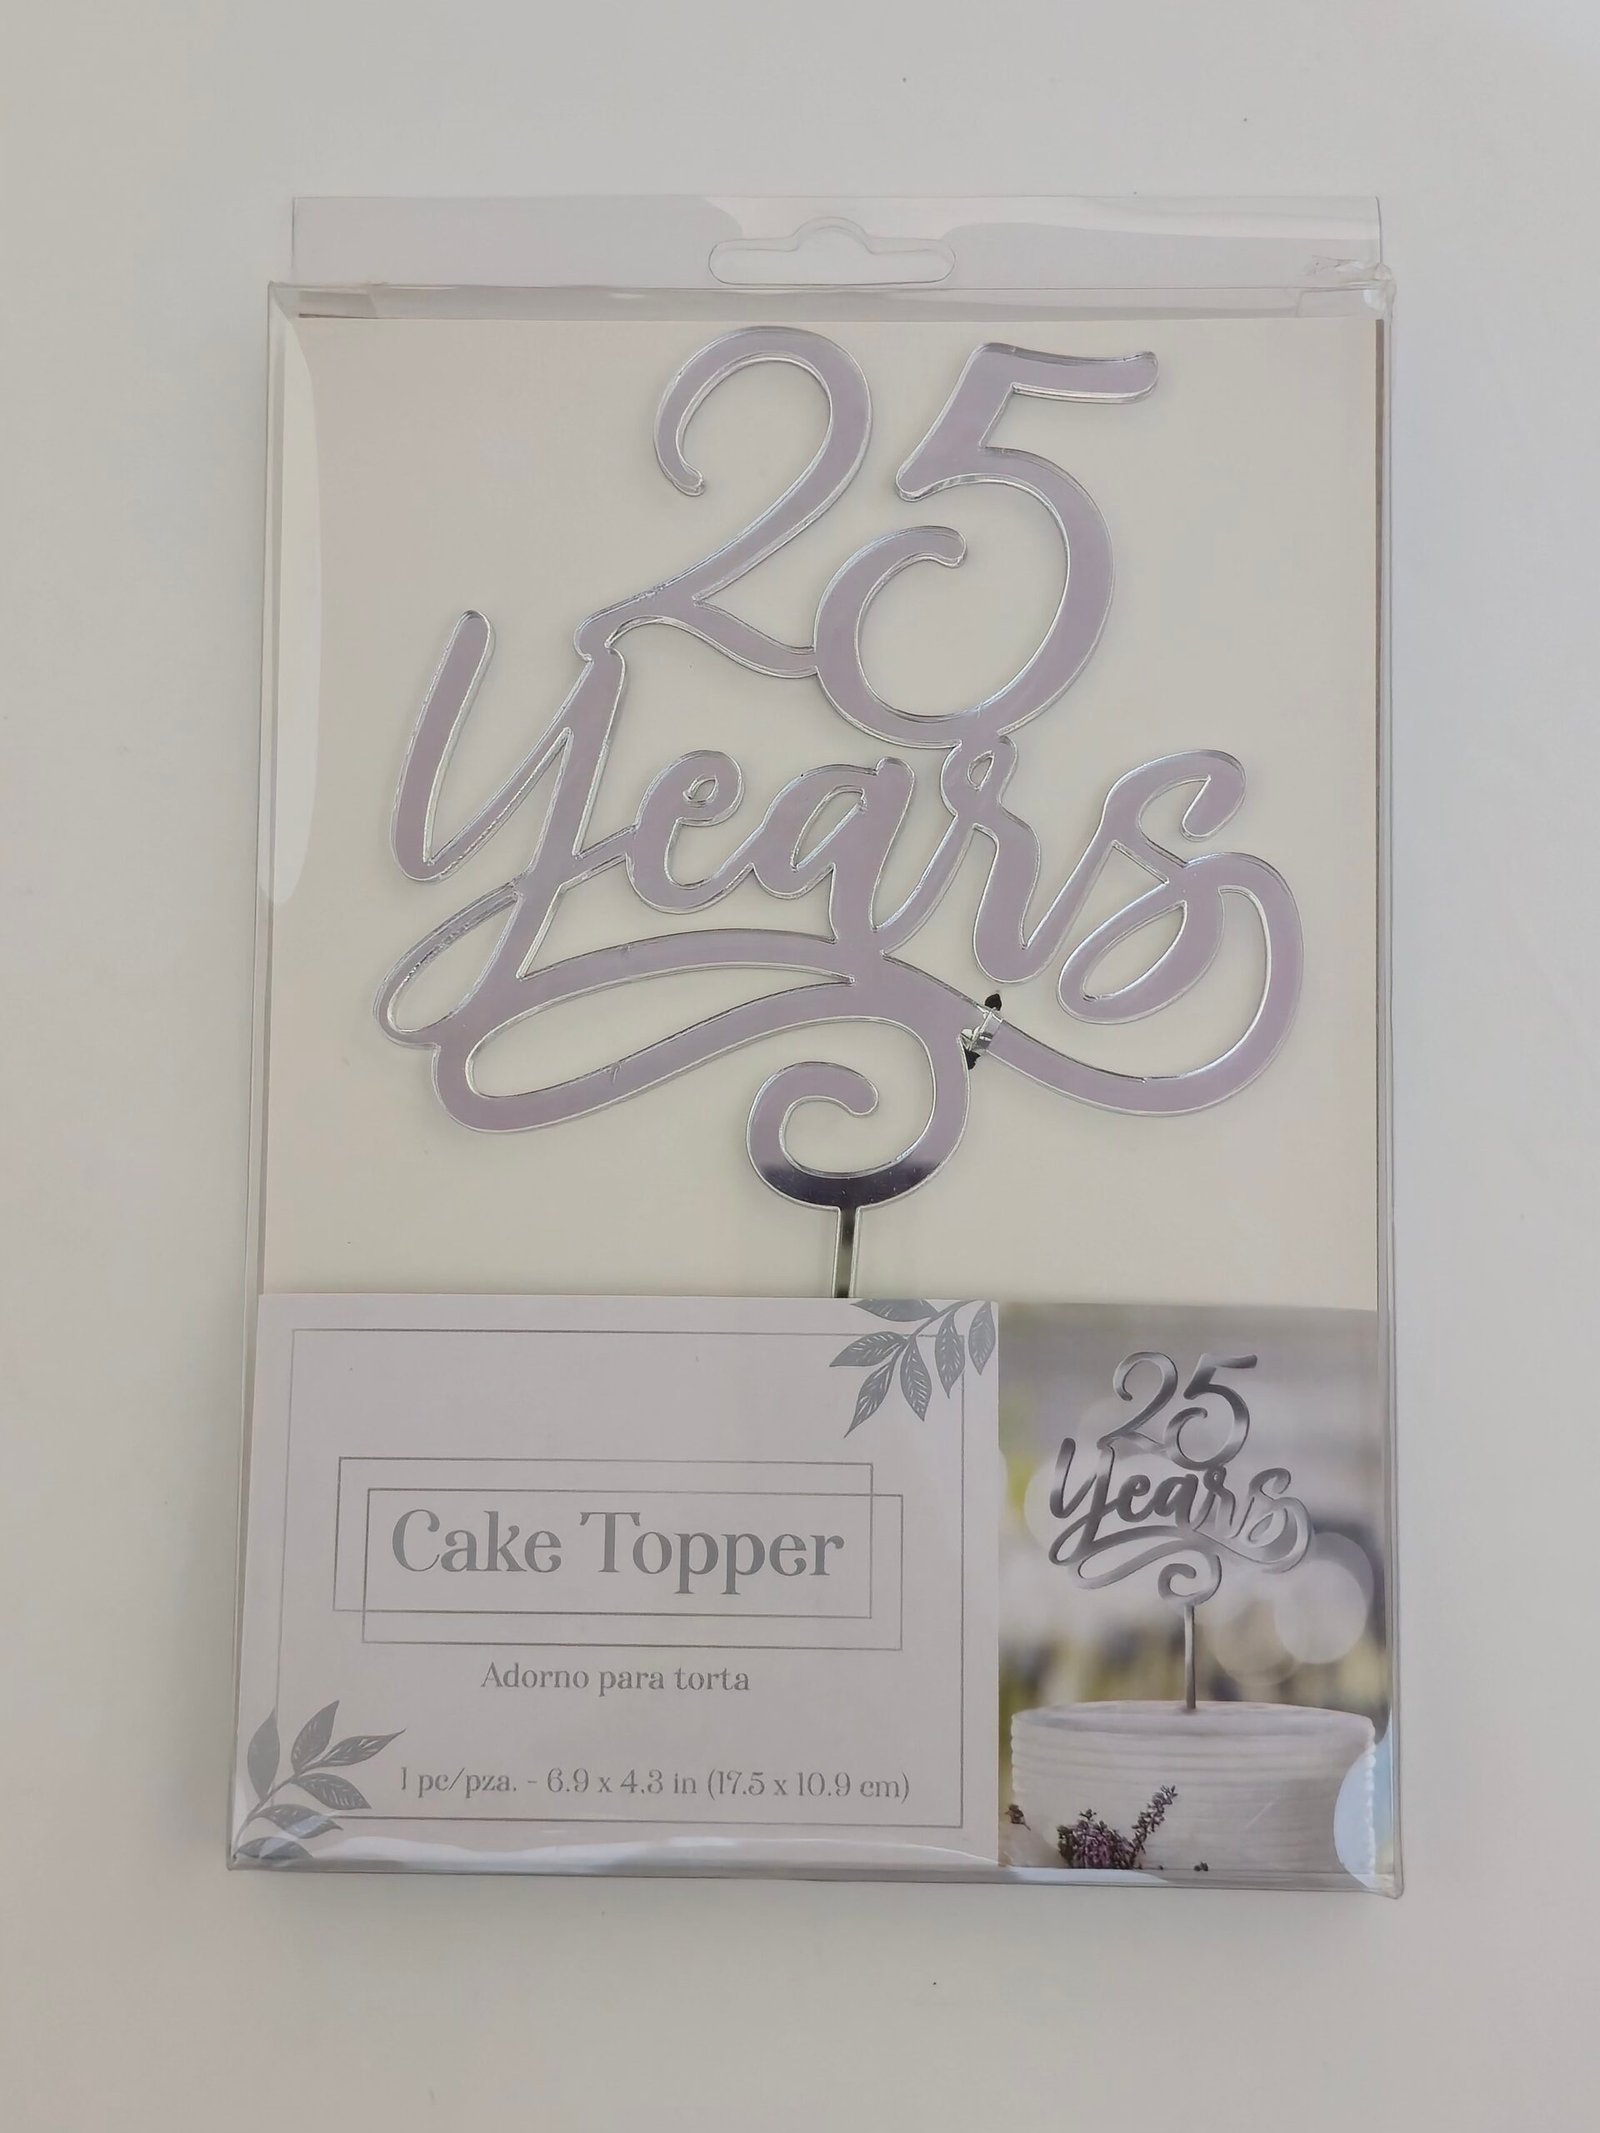 25
Years
Cake Topper
Adorno para torta
1 pc/pza. - 6.9 x 4.3 in (17.5 x 10.9 cm)
25
Years